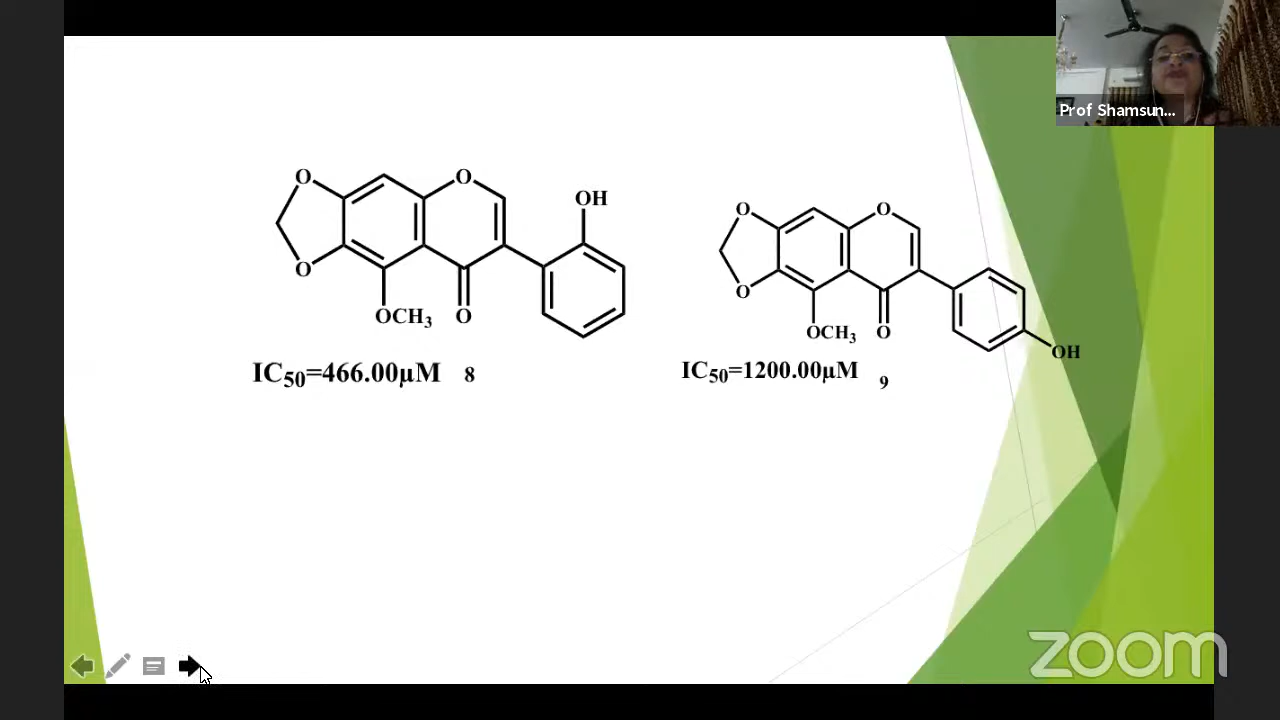 Prof Shamsun...
O
O
OH
O
O
OCH3
O
O
O
OCH3
O
OH
IC50=466.00µM 8
IC50=1200.00µM 9
zoom